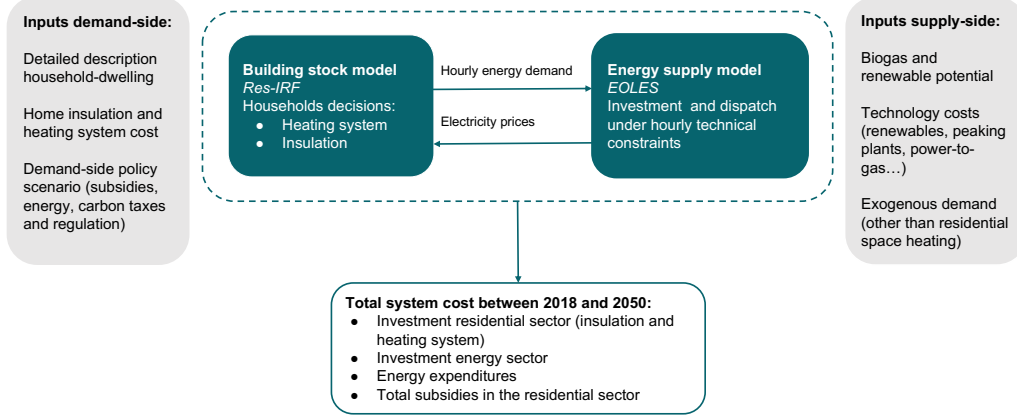 Inputs demand-side:
Detailed description
household-dwelling
Home insulation and
heating system cost
Demand-side policy
scenario (subsidies,
energy, carbon taxes
and regulation)
Building stock model
Res-IRF
Households decisions:
● Heating system
● Insulation
Hourly energy demand
Electricity prices
Energy supply model
EOLES
Investment and dispatch
under hourly technical
constraints
Inputs supply-side:
Biogas and
renewable potential
Technology costs
(renewables, peaking
plants, power-to-
gas…)
Exogenous demand
(other than residential
space heating)
Total system cost between 2018 and 2050:
● Investment residential sector (insulation and
heating system)
● Investment energy sector
● Energy expenditures
● Total subsidies in the residential sector